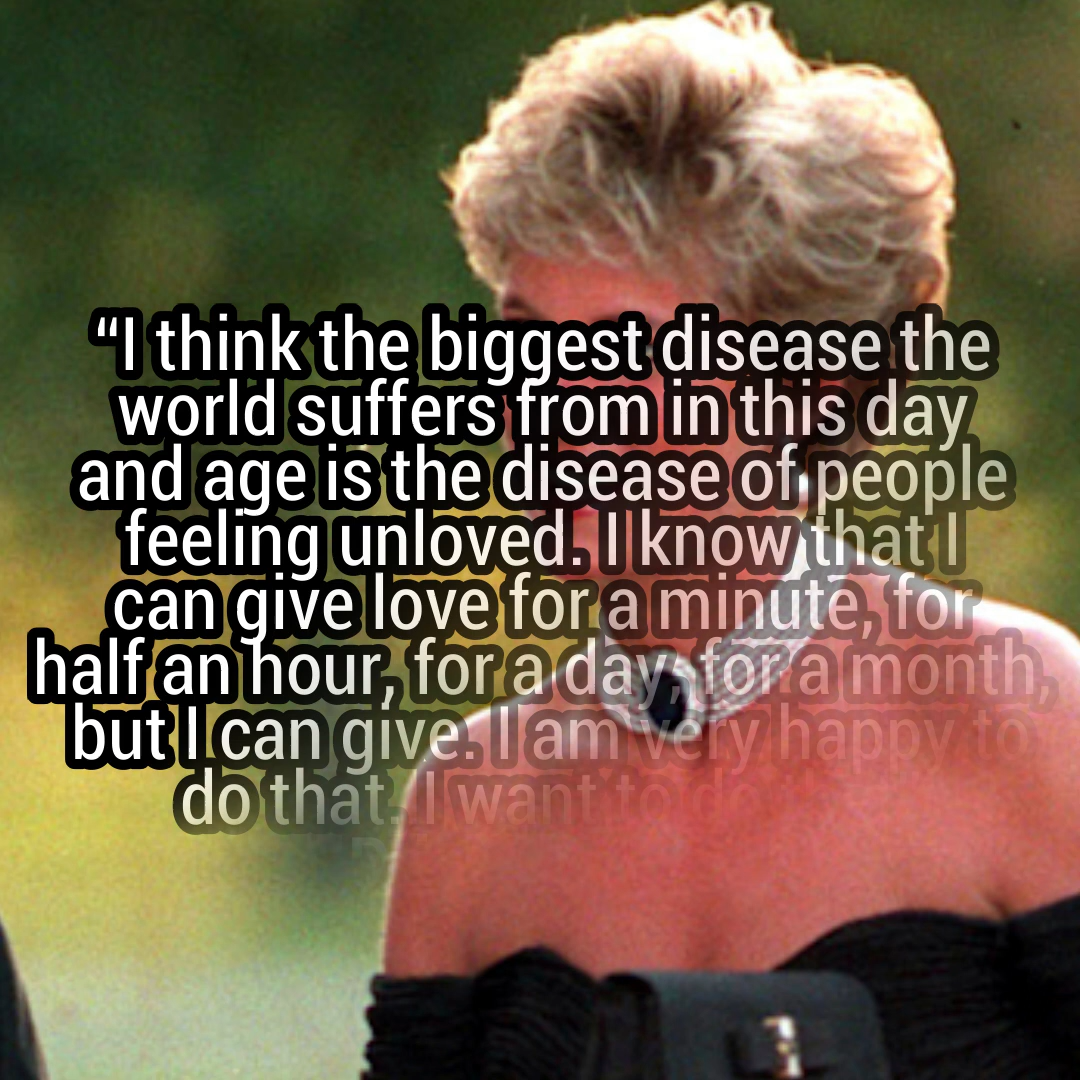 “I think the biggest disease the
world suffers from in this day
and age is the disease of people
feeling unloved. I know that I
can give love for a minute, for
half an hour, for a day, for a month,
but I can give. I am very happy to
do that. I want to do